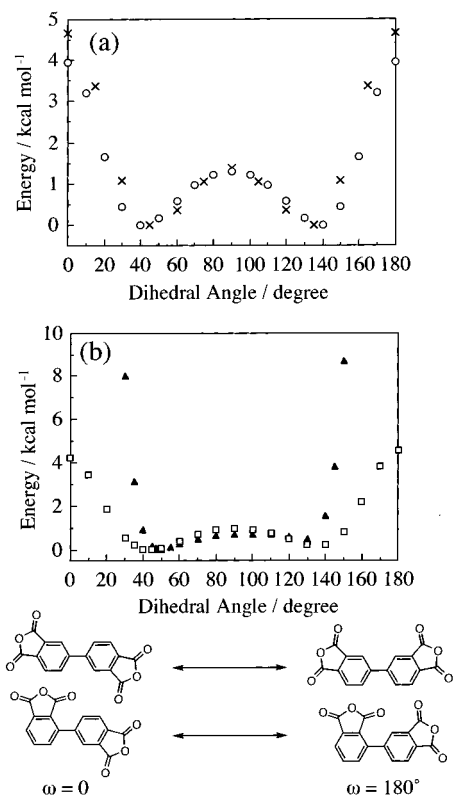 (a)
Energy / kcal mol⁻¹
5
4
3
2
1
0
0 20 40 60 80 100 120 140 160 180
Dihedral Angle / degree
(b)
Energy / kcal mol⁻¹
10
8
6
4
2
0
0 20 40 60 80 100 120 140 160 180
Dihedral Angle / degree
O O O O O O
O O O O O O
O O O O O O
O O O O O O
ω = 0 ω = 180°